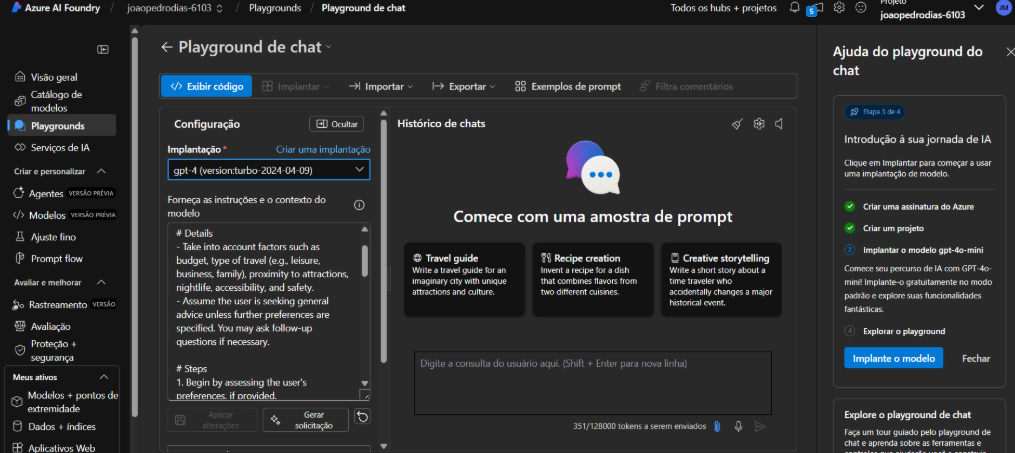 Azure AI Foundry / joaopedrodias-6103 / Playgrounds / Playground de chat
Todos os hubs + projetos
5
Projeto
joaopedrodias-6103
JM
Visão geral
Catálogo de
modelos
Playgrounds
Serviços de IA
Criar e personalizar
Agentes VERSÃO PRÉVIA
Modelos VERSÃO PRÉVIA
Ajuste fino
Prompt flow
Avaliar e melhorar
Rastreamento VERSÃO
Avaliação
Proteção +
segurança
Meus ativos
Modelos + pontos de
extremidade
Dados + índices
Aplicativos Web
Playground de chat
Exibir código
Implantar
Importar
Exportar
Exemplos de prompt
Filtra comentários
Configuração
Ocultar
Implantação *
Criar uma implantação
gpt-4 (version:turbo-2024-04-09)
Forneça as instruções e o contexto do
modelo
# Details
- Take into account factors such as
budget, type of travel (e.g., leisure,
business, family), proximity to attractions,
nightlife, accessibility, and safety.
- Assume the user is seeking general
advice unless further preferences are
specified. You may ask follow-up
questions if necessary.
# Steps
1. Begin by assessing the user's
preferences, if provided.
Aplicar
alterações
Gerar
solicitação
Histórico de chats
Comece com uma amostra de prompt
Travel guide
Write a travel guide for an
imaginary city with unique
attractions and culture.
Recipe creation
Invent a recipe for a dish
that combines flavors from
two different cuisines.
Creative storytelling
Write a short story about a
time traveler who
accidentally changes a major
historical event.
Digite a consulta do usuário aqui. (Shift + Enter para nova linha)
351/128000 tokens a serem enviados
Ajuda do playground do
chat
Etapa 3 de 4
Introdução à sua jornada de IA
Clique em Implantar para começar a usar
uma implantação de modelo.
Criar uma assinatura do Azure
Criar um projeto
3 Implantar o modelo gpt-4o-mini
Comece seu percurso de IA com GPT-4o-
mini! Implante-o gratuitamente no modo
padrão e explore suas funcionalidades
fantásticas.
4 Explorar o playground
Implante o modelo
Fechar
Explore o playground de chat
Faça um tour guiado pelo playground de
chat e aprenda sobre as ferramentas e